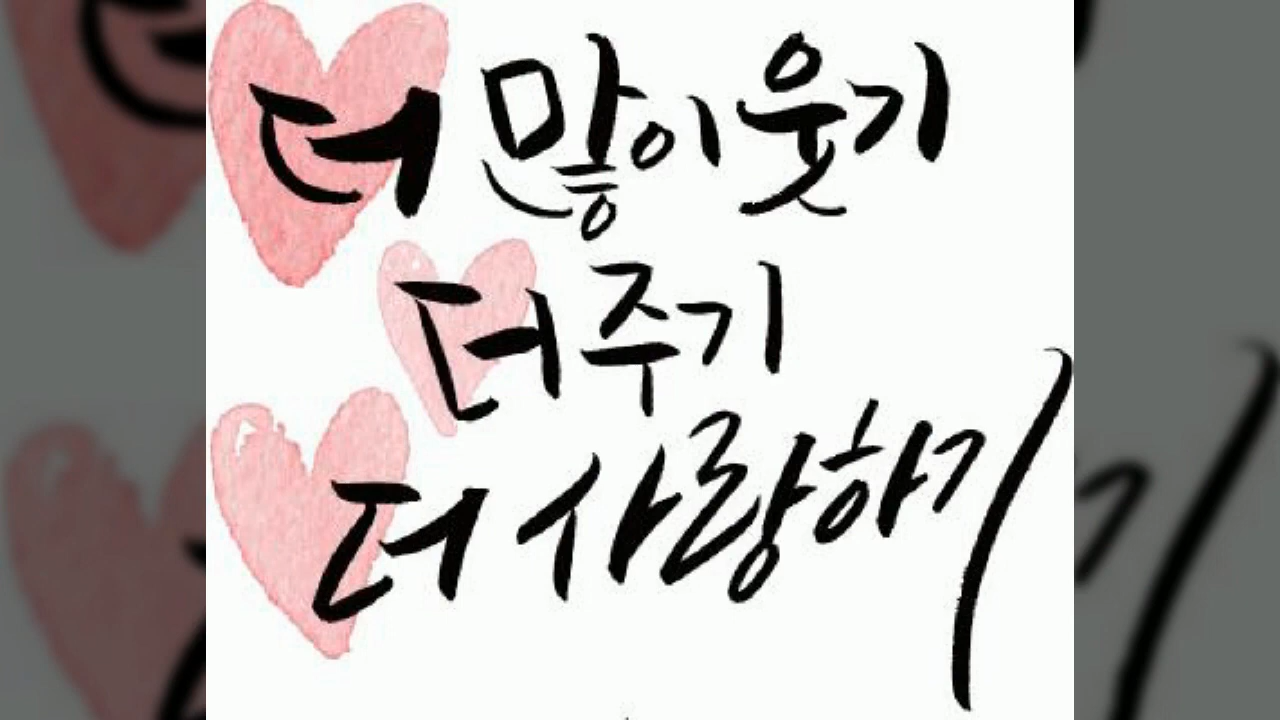 더 많이 웃기
더 주기
더 사랑하기